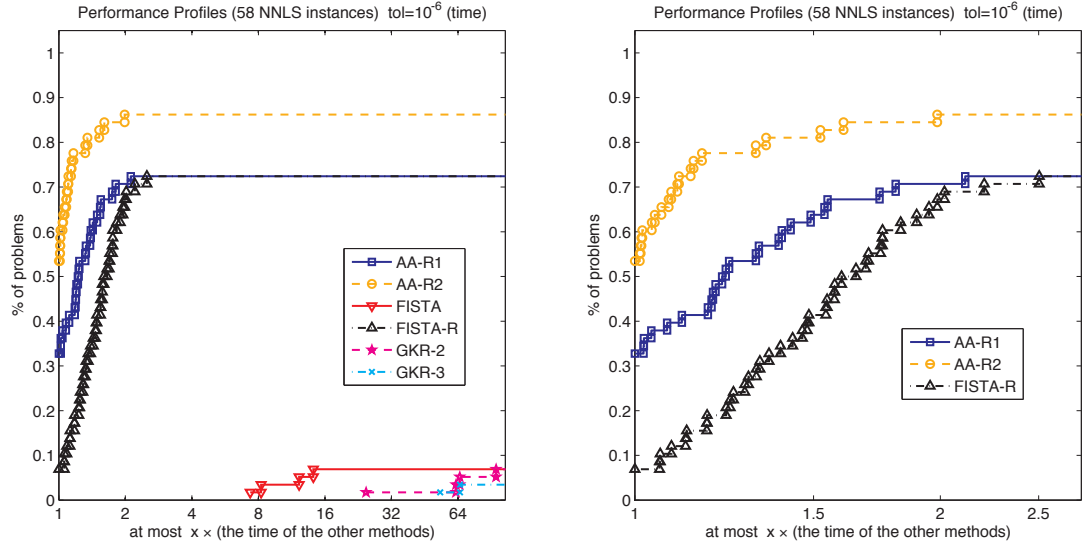 Performance Profiles (58 NNLS instances) tol=10⁻⁶ (time)
% of problems
1
0.9
0.8
0.7
0.6
0.5
0.4
0.3
0.2
0.1
0
AA-R1
AA-R2
FISTA
FISTA-R
GKR-2
GKR-3
1 2 4 8 16 32 64
at most x × (the time of the other methods)
Performance Profiles (58 NNLS instances) tol=10⁻⁶ (time)
% of problems
1
0.9
0.8
0.7
0.6
0.5
0.4
0.3
0.2
0.1
0
AA-R1
AA-R2
FISTA-R
1 1.5 2 2.5
at most x × (the time of the other methods)